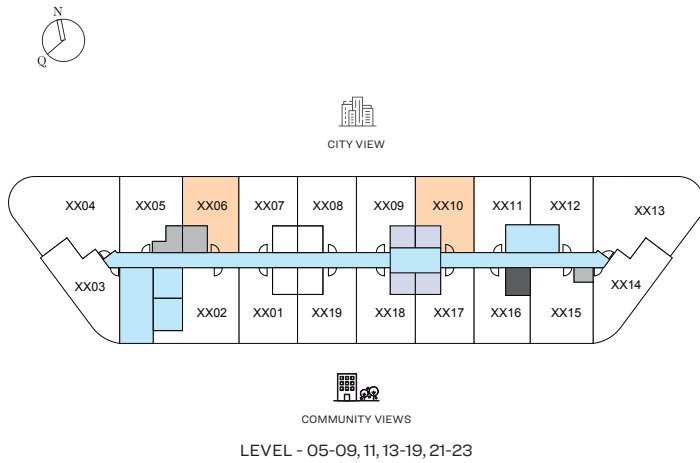 N
Q
CITY VIEW
XX04 XX05 XX06 XX07 XX08 XX09 XX10 XX11 XX12 XX13
XX03 XX02 XX01 XX19 XX18 XX17 XX16 XX15 XX14
COMMUNITY VIEWS
LEVEL - 05-09, 11, 13-19, 21-23